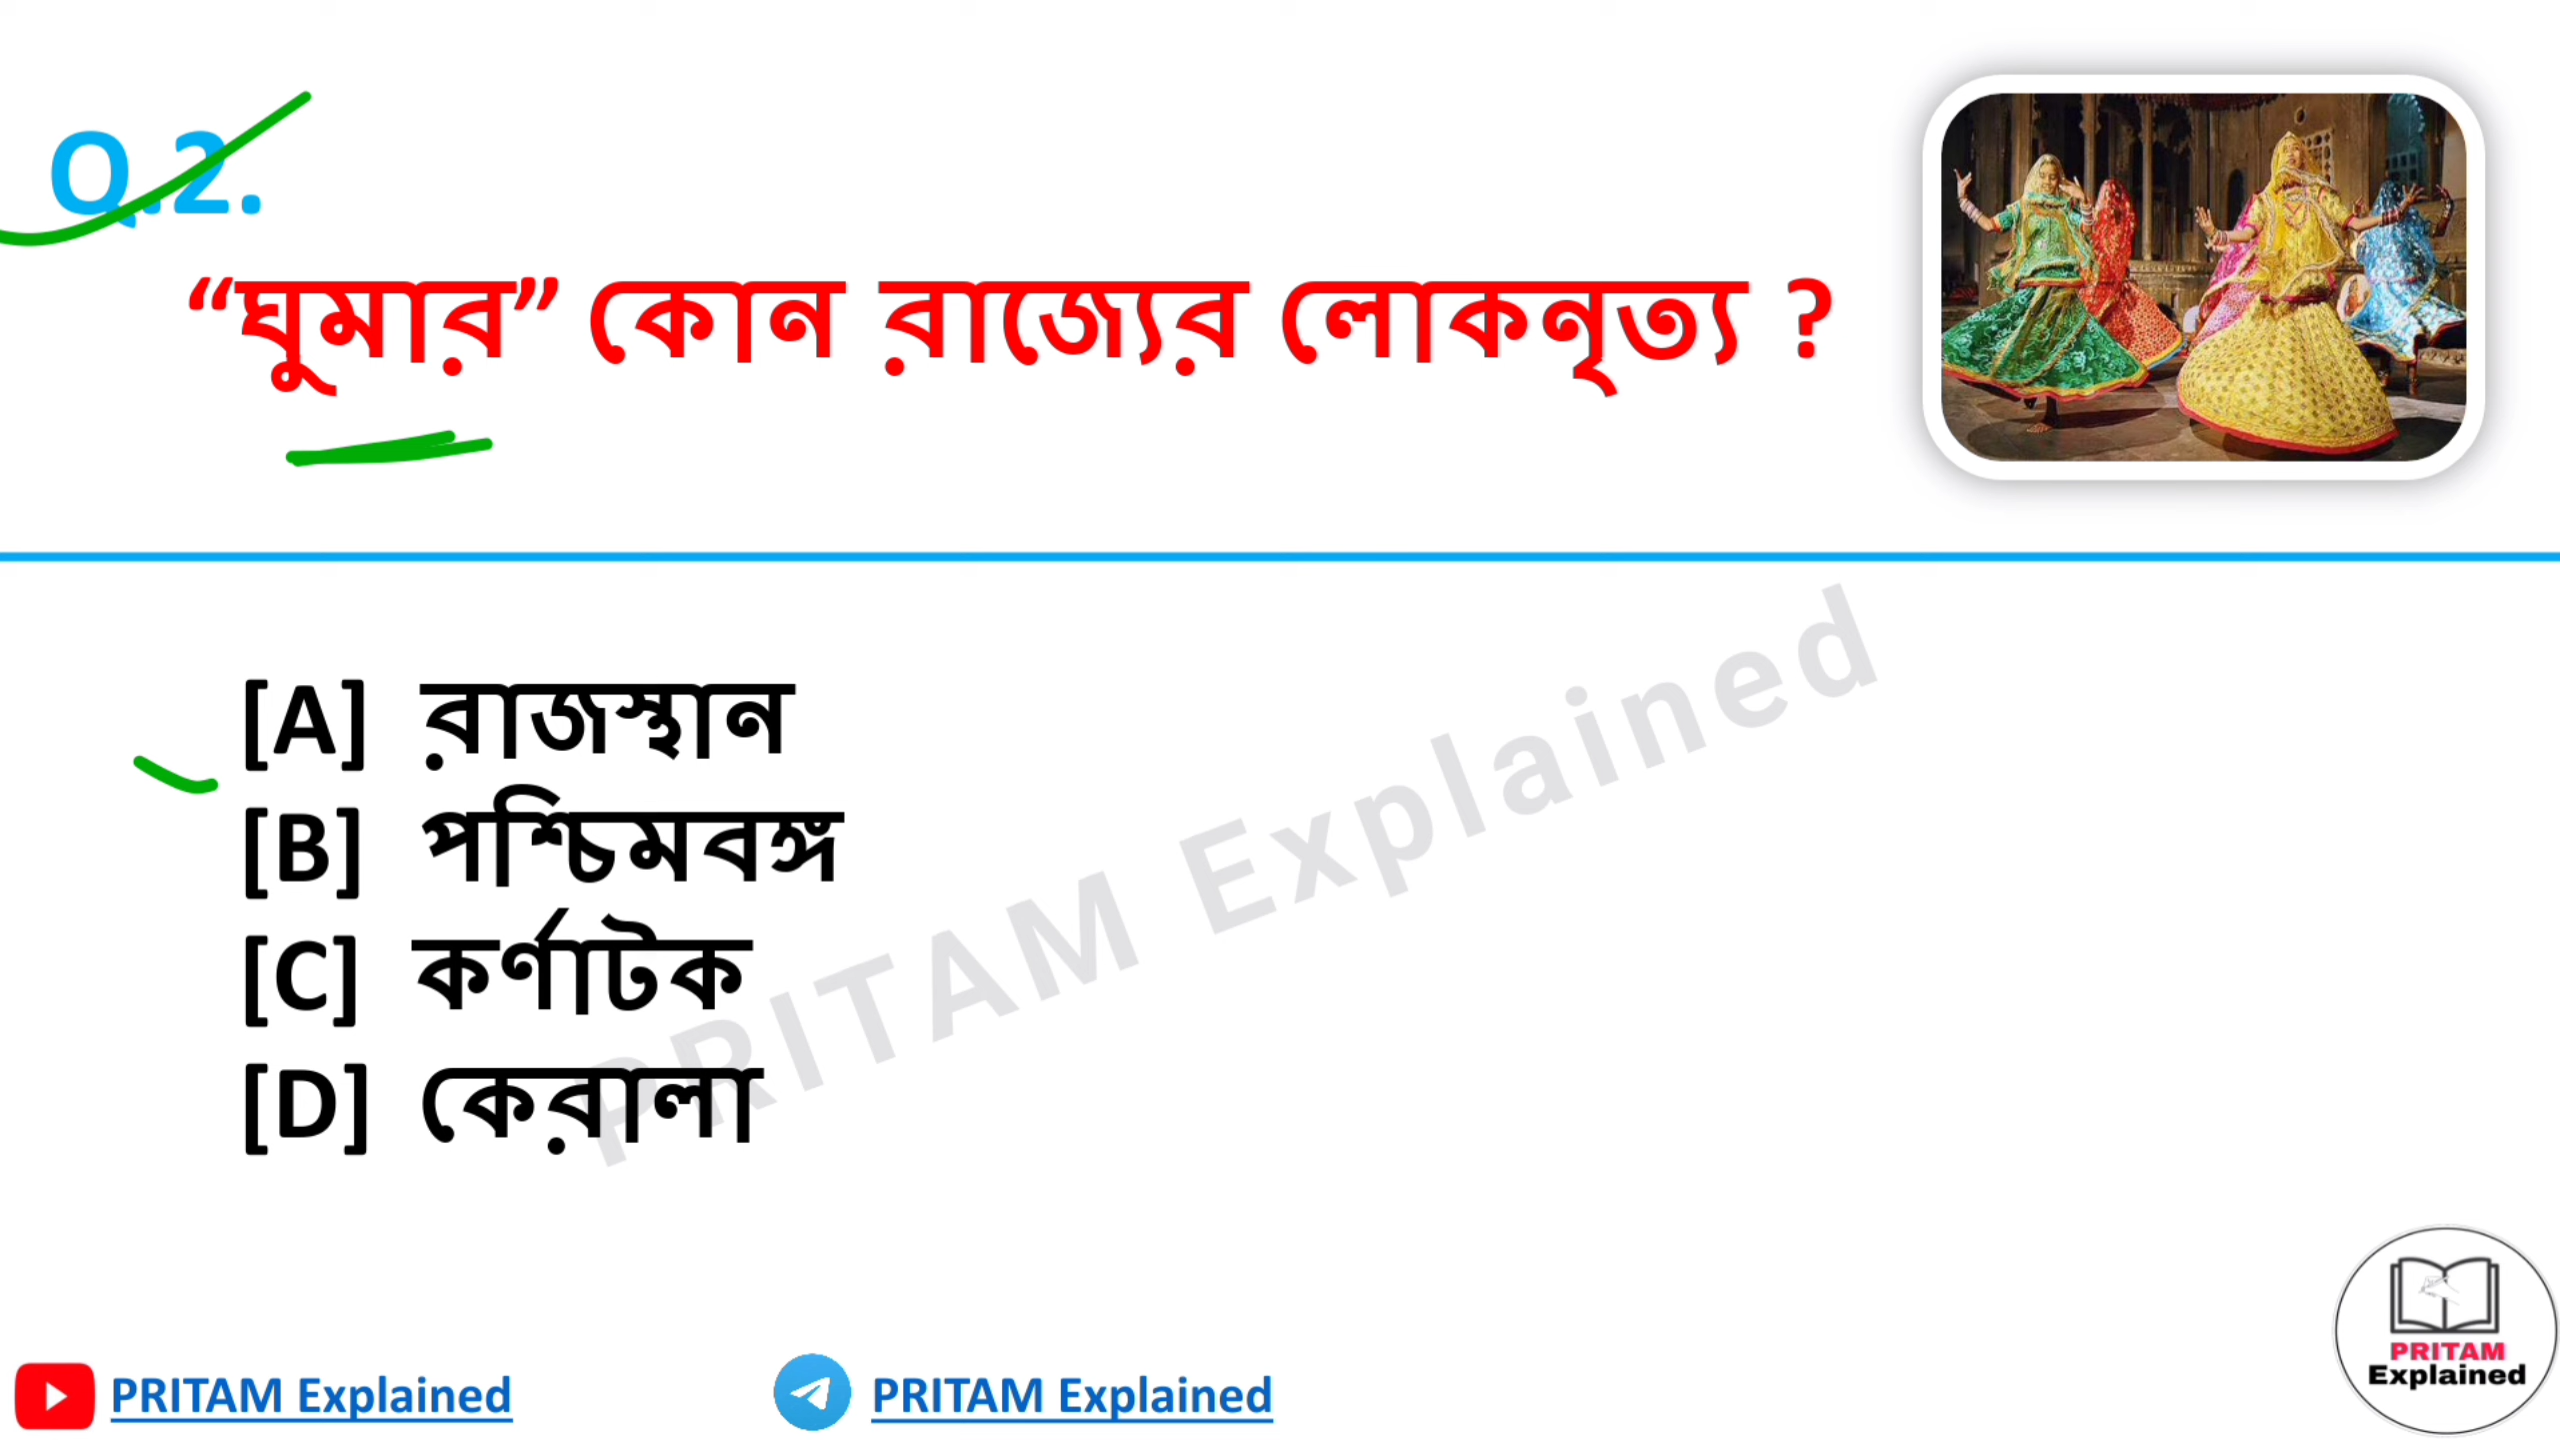 Q.2.
“ঘুমার” কোন রাজ্যের লোকনৃত্য ?
[A] রাজস্থান
[B] পশ্চিমবঙ্গ
[C] কর্ণাটক
[D] কেরালা
PRITAM Explained
PRITAM Explained
PRITAM Explained
PRITAM
Explained